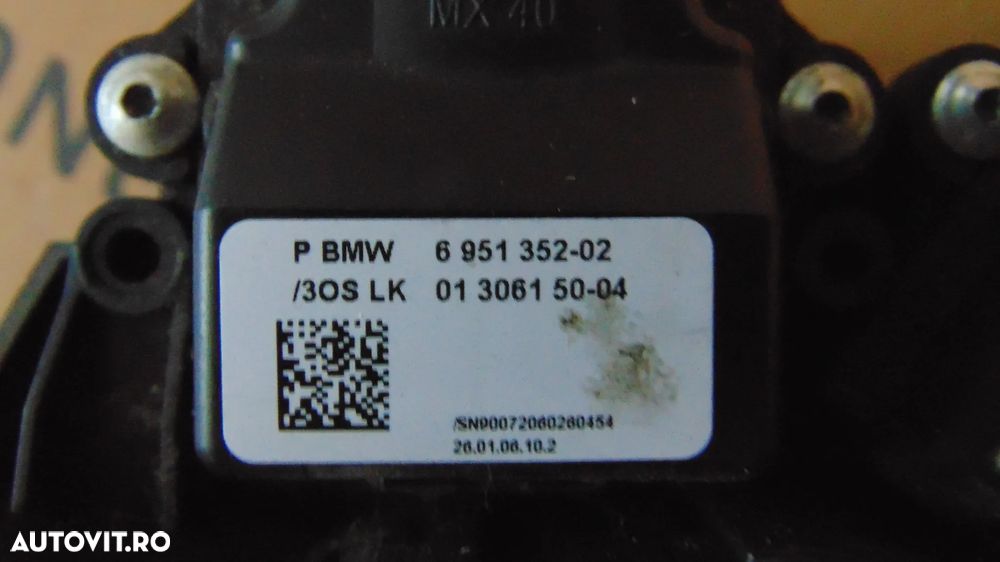 MX 40
P BMW 6 951 352-02
/3OS LK 01 3061 50-04
/SN90072060260454
26.01.06.10.2
AUTOVIT.RO